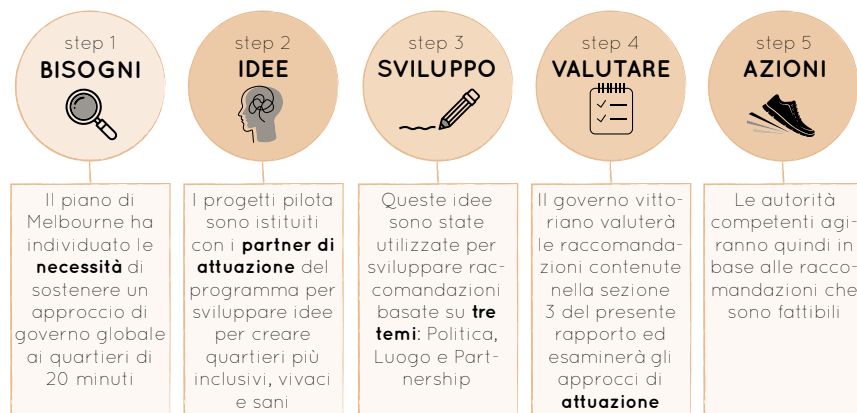 step 1
BISOGNI
Il piano di
Melbourne ha
individuato le
necessità di
sostenere un
approccio di
governo globale
ai quartieri di
20 minuti
step 2
IDEE
I progetti pilota
sono istituiti
con i partner di
attuazione del
programma per
sviluppare idee
per creare
quartieri più
inclusivi, vivaci
e sani
step 3
SVILUPPO
Queste idee
sono state
utilizzate per
sviluppare rac-
comandazioni
basate su tre
temi: Politica,
Luogo e Part-
nership
step 4
VALUTARE
Il governo vitto-
riano valuterà
le raccomanda-
zioni contenute
nella sezione
3 del presente
rapporto ed
esaminerà gli
approcci di
attuazione
step 5
AZIONI
Le autorità
competenti agi-
ranno quindi in
base alle racco-
mandazioni che
sono fattibili